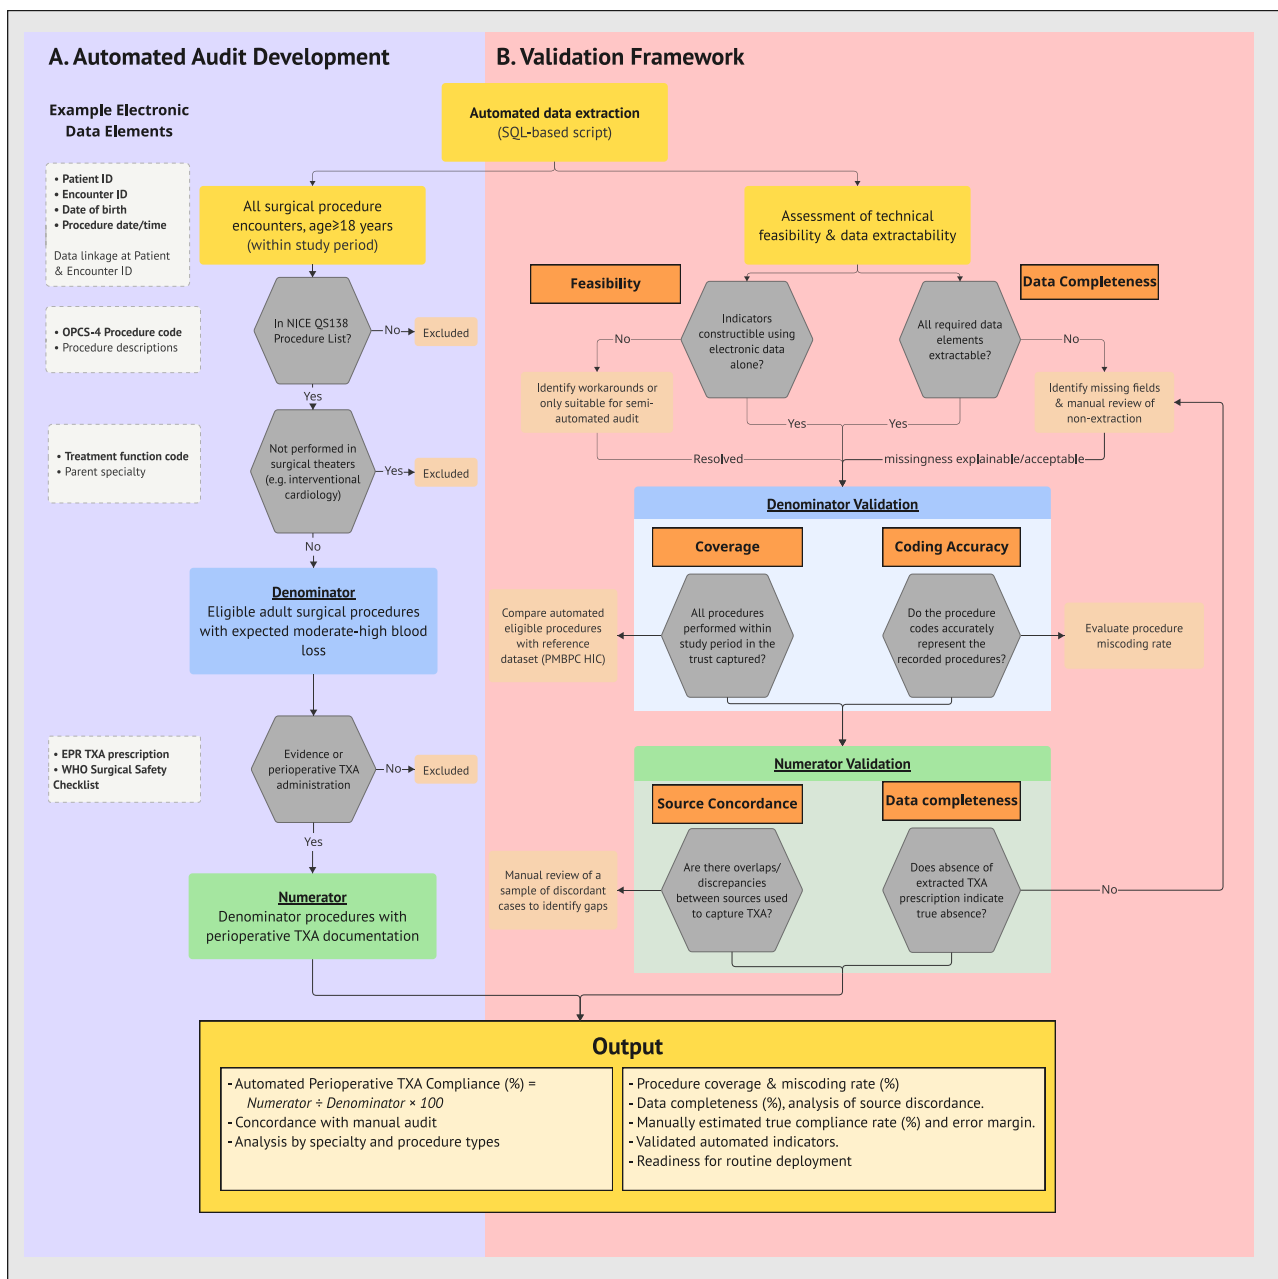 A. Automated Audit Development
B. Validation Framework
Example Electronic
Data Elements
Automated data extraction
(SQL-based script)
• Patient ID
• Encounter ID
• Date of birth
• Procedure date/time
Data linkage at Patient
& Encounter ID
All surgical procedure
encounters, age≥18 years
(within study period)
Assessment of technical
feasibility & data extractability
Feasibility
Data Completeness
• OPCS-4 Procedure code
• Procedure descriptions
In NICE QS138
Procedure List?
No
Excluded
Yes
Indicators
constructible using
electronic data
alone?
No
All required data
elements
extractable?
No
Identify workarounds or
only suitable for semi-
automated audit
Identify missing fields
& manual review of
non-extraction
Yes
Yes
Resolved
missingness explainable/acceptable
• Treatment function code
• Parent specialty
Not performed in
surgical theaters
(e.g. interventional
cardiology)
Yes
Excluded
No
Denominator
Eligible adult surgical procedures
with expected moderate-high blood
loss
Denominator Validation
Coverage
Coding Accuracy
Compare automated
eligible procedures
with reference
dataset (PMBPC HIC)
All procedures
performed within
study period in the
trust captured?
Do the procedure
codes accurately
represent the
recorded procedures?
Evaluate procedure
miscoding rate
• EPR TXA prescription
• WHO Surgical Safety
Checklist
Evidence or
perioperative TXA
administration
No
Excluded
Yes
Numerator Validation
Source Concordance
Data completeness
Manual review of a
sample of discordant
cases to identify gaps
Are there overlaps/
discrepancies
between sources used
to capture TXA?
Does absence of
extracted TXA
prescription indicate
true absence?
No
Numerator
Denominator procedures with
perioperative TXA documentation
Output
- Automated Perioperative TXA Compliance (%) =
Numerator ÷ Denominator × 100
- Concordance with manual audit
- Analysis by specialty and procedure types
- Procedure coverage & miscoding rate (%)
- Data completeness (%), analysis of source discordance.
- Manually estimated true compliance rate (%) and error margin.
- Validated automated indicators.
- Readiness for routine deployment